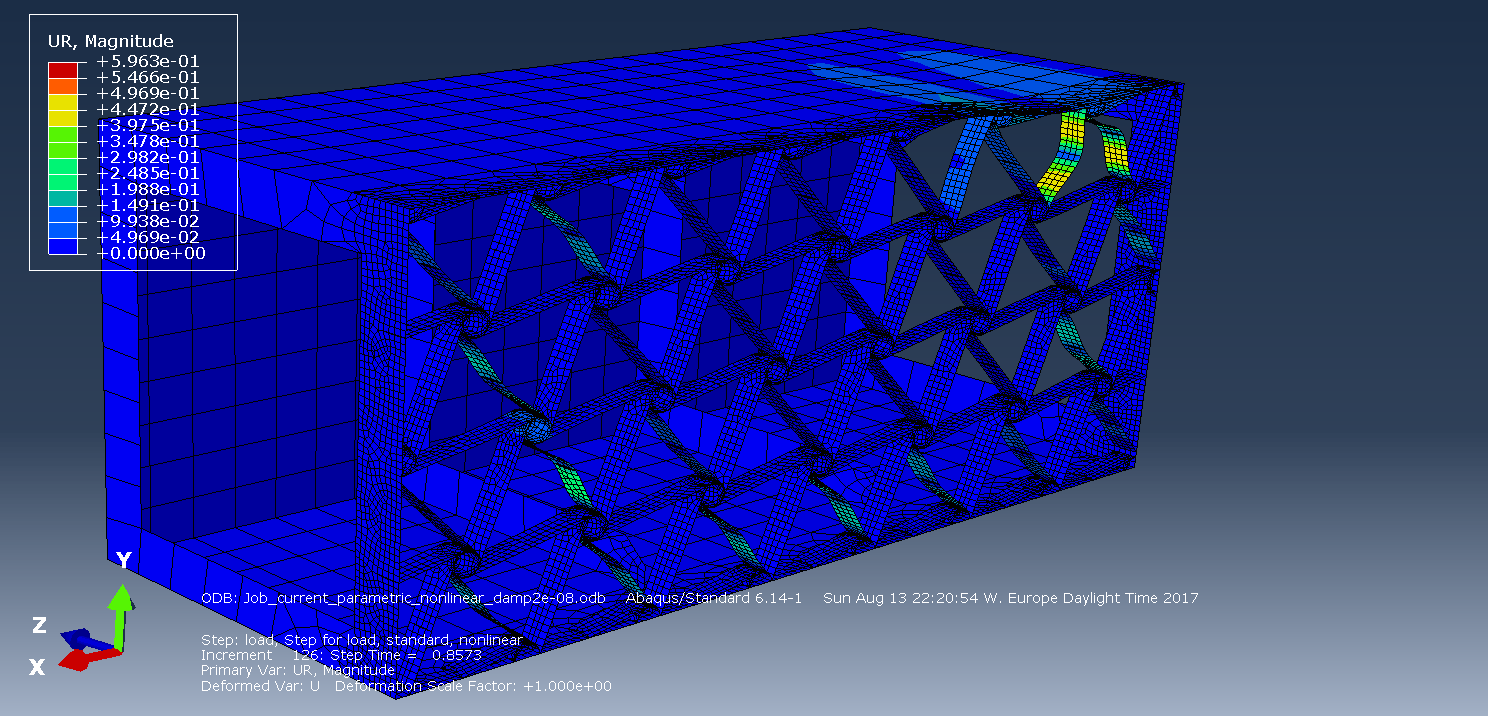 UR, Magnitude
+5.963e-01
+5.466e-01
+4.969e-01
+4.472e-01
+3.975e-01
+3.478e-01
+2.982e-01
+2.485e-01
+1.988e-01
+1.491e-01
+9.938e-02
+4.969e-02
+0.000e+00
Y
Z
X
ODB: Job_current_parametric_nonlinear_damp2e-08.odb Abaqus/Standard 6.14-1 Sun Aug 13 22:20:54 W. Europe Daylight Time 2017
Step: load, Step for load, standard, nonlinear
Increment 126: Step Time = 0.8573
Primary Var: UR, Magnitude
Deformed Var: U Deformation Scale Factor: +1.000e+00